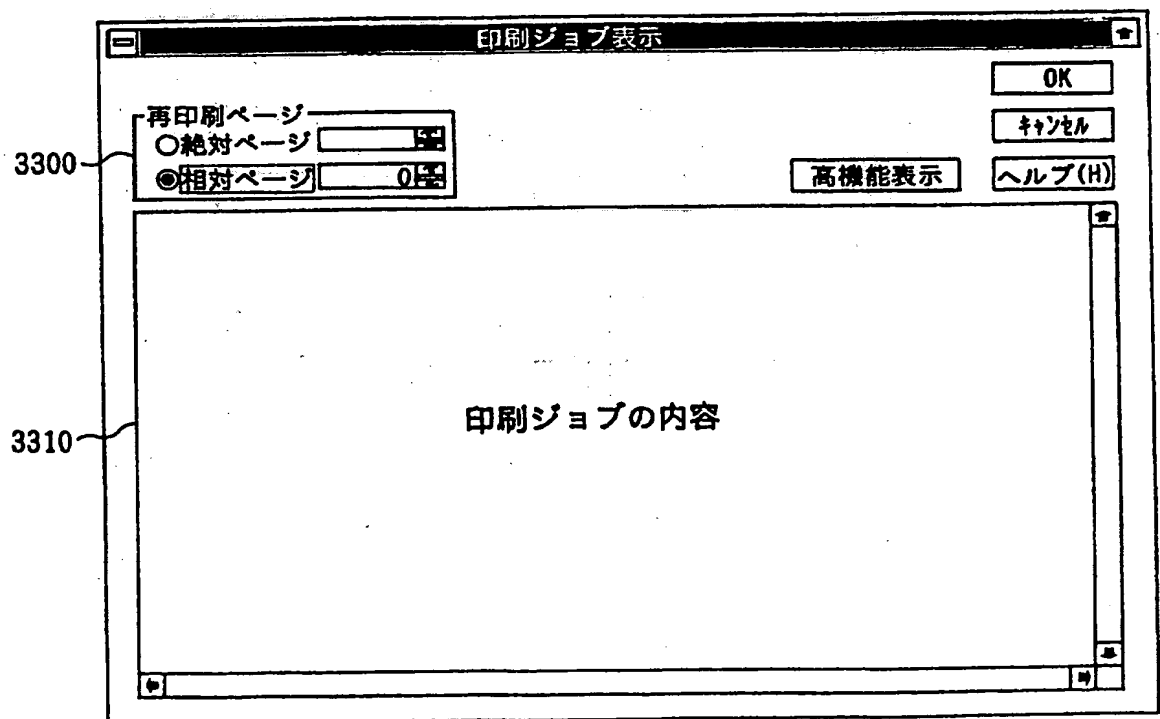 印刷ジョブ表示
OK
再印刷ページ
キャンセル
絶対ページ
3300
相対ページ 0
高機能表示
ヘルプ(H)
印刷ジョブの内容
3310